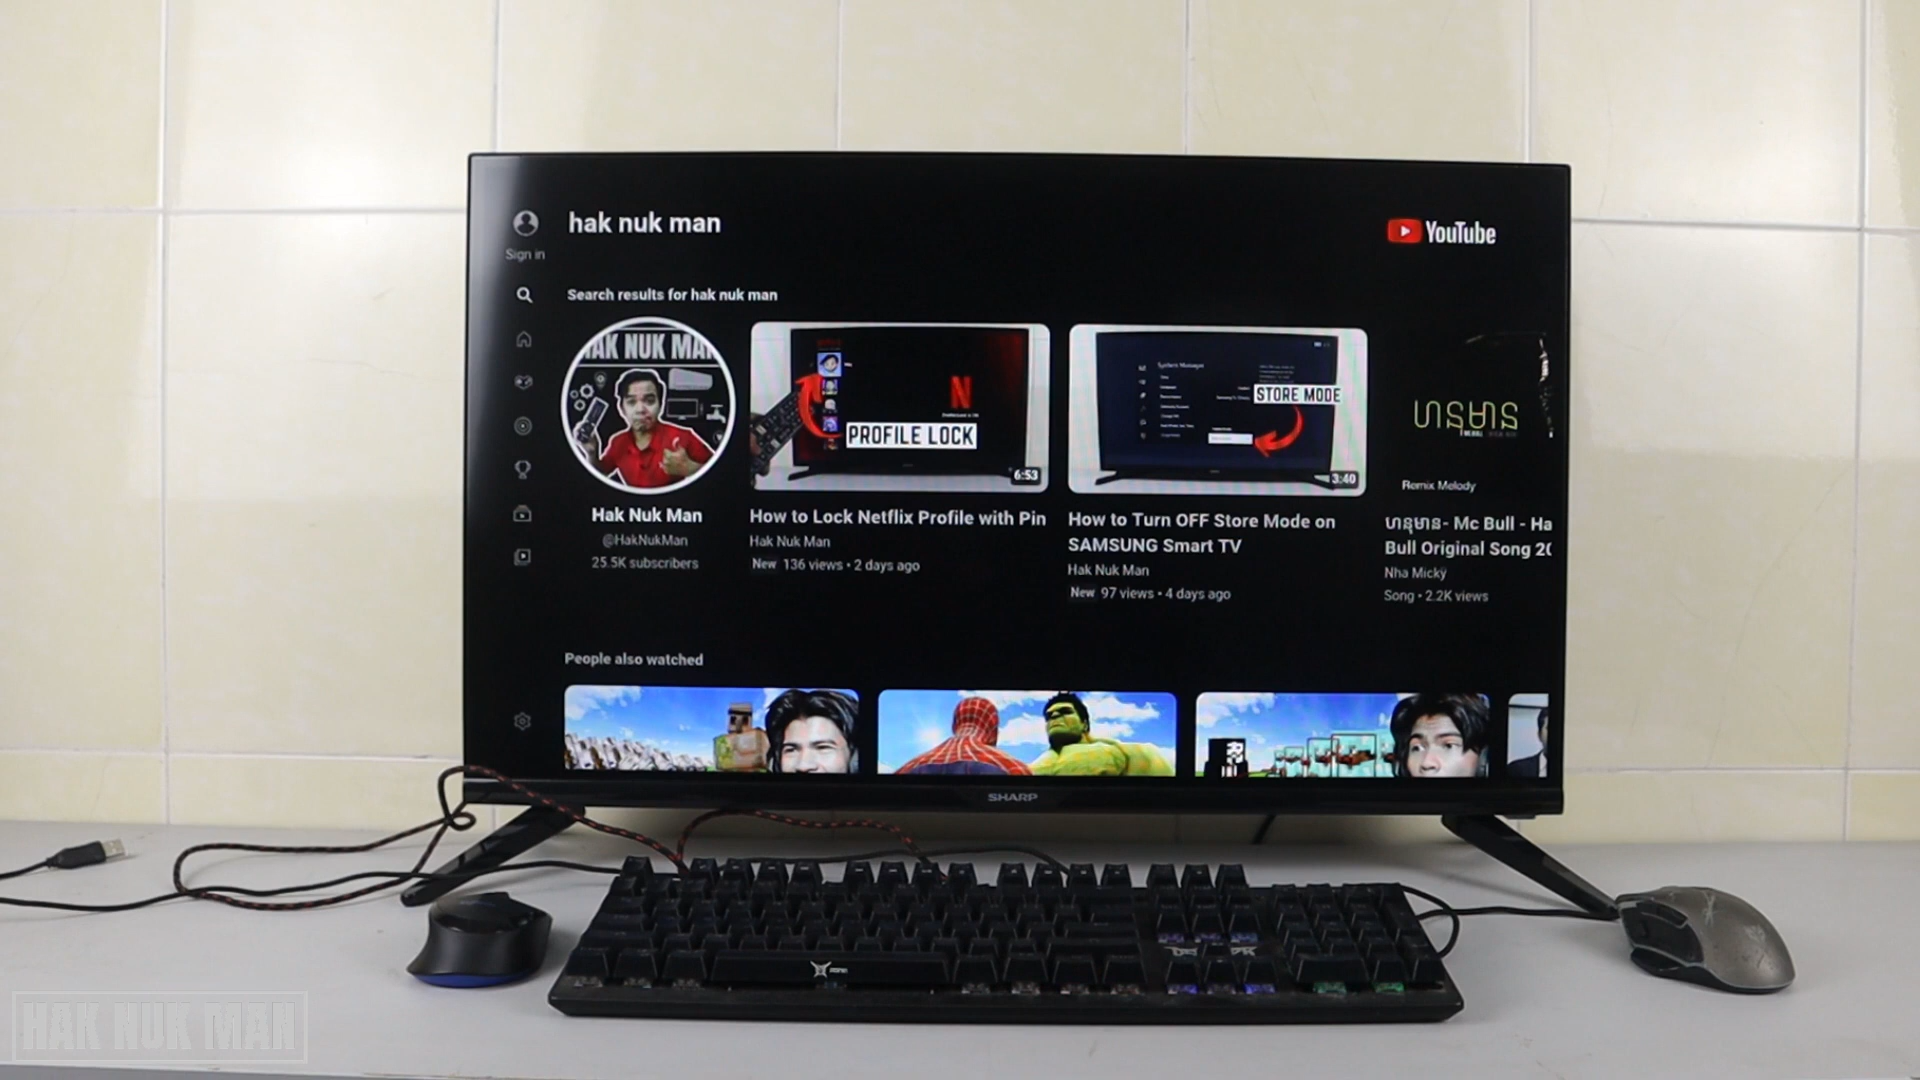 hak nuk man
YouTube
Sign in
Search results for hak nuk man
HAK NUK MAN
PROFILE LOCK
6:53
STORE MODE
3:40
ហនុមាន
Remix Melody
Hak Nuk Man
@HakNukMan
25.5K subscribers
How to Lock Netflix Profile with Pin
Hak Nuk Man
New 136 views • 2 days ago
How to Turn OFF Store Mode on
SAMSUNG Smart TV
Hak Nuk Man
New 97 views • 4 days ago
ហនុមាន- Mc Bull - Ha
Bull Original Song 20
Nha Micky
Song • 2.2K views
People also watched
SHARP
HAK NUK MAN